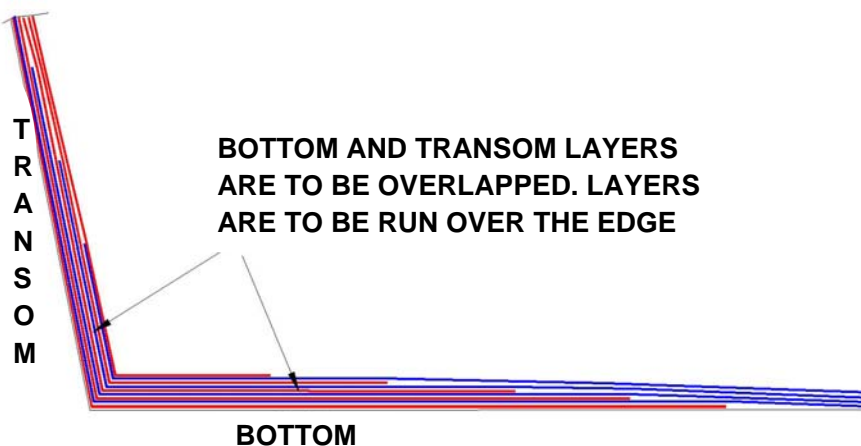 TRANSOM
BOTTOM AND TRANSOM LAYERS
ARE TO BE OVERLAPPED. LAYERS
ARE TO BE RUN OVER THE EDGE
BOTTOM